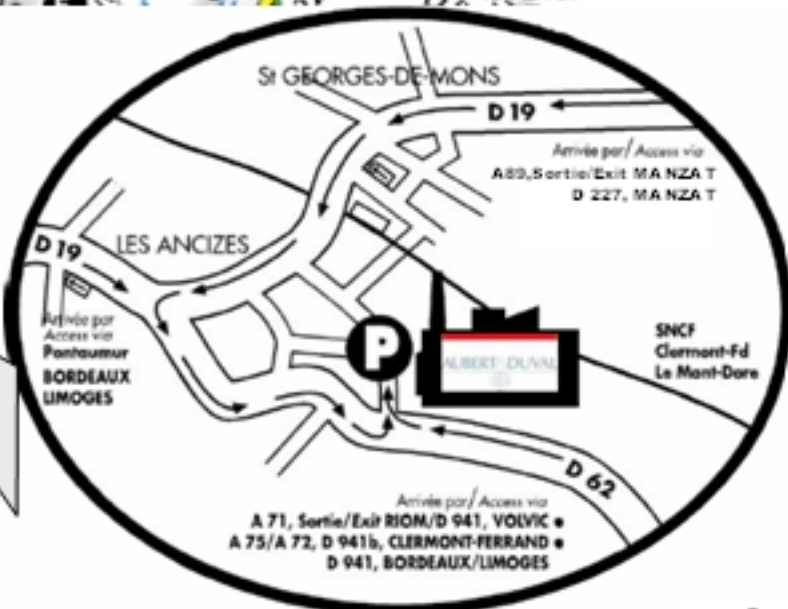 St GEORGES-DE-MONS
D 19
Arrivée par/Access via
A89,Sortie/Exit MANZAT
D 227, MANZAT
D 19
LES ANCIZES
Arrivée par
Access via
Pontaumur
BORDEAUX
LIMOGES
P
AUBERT & DUVAL
SNCF
Clermont-Fd
Le Mont-Dore
D 62
Arrivée par/Access via
A 71, Sortie/Exit RIOM/D 941, VOLVIC •
A 75/A 72, D 941b, CLERMONT-FERRAND •
D 941, BORDEAUX/LIMOGES